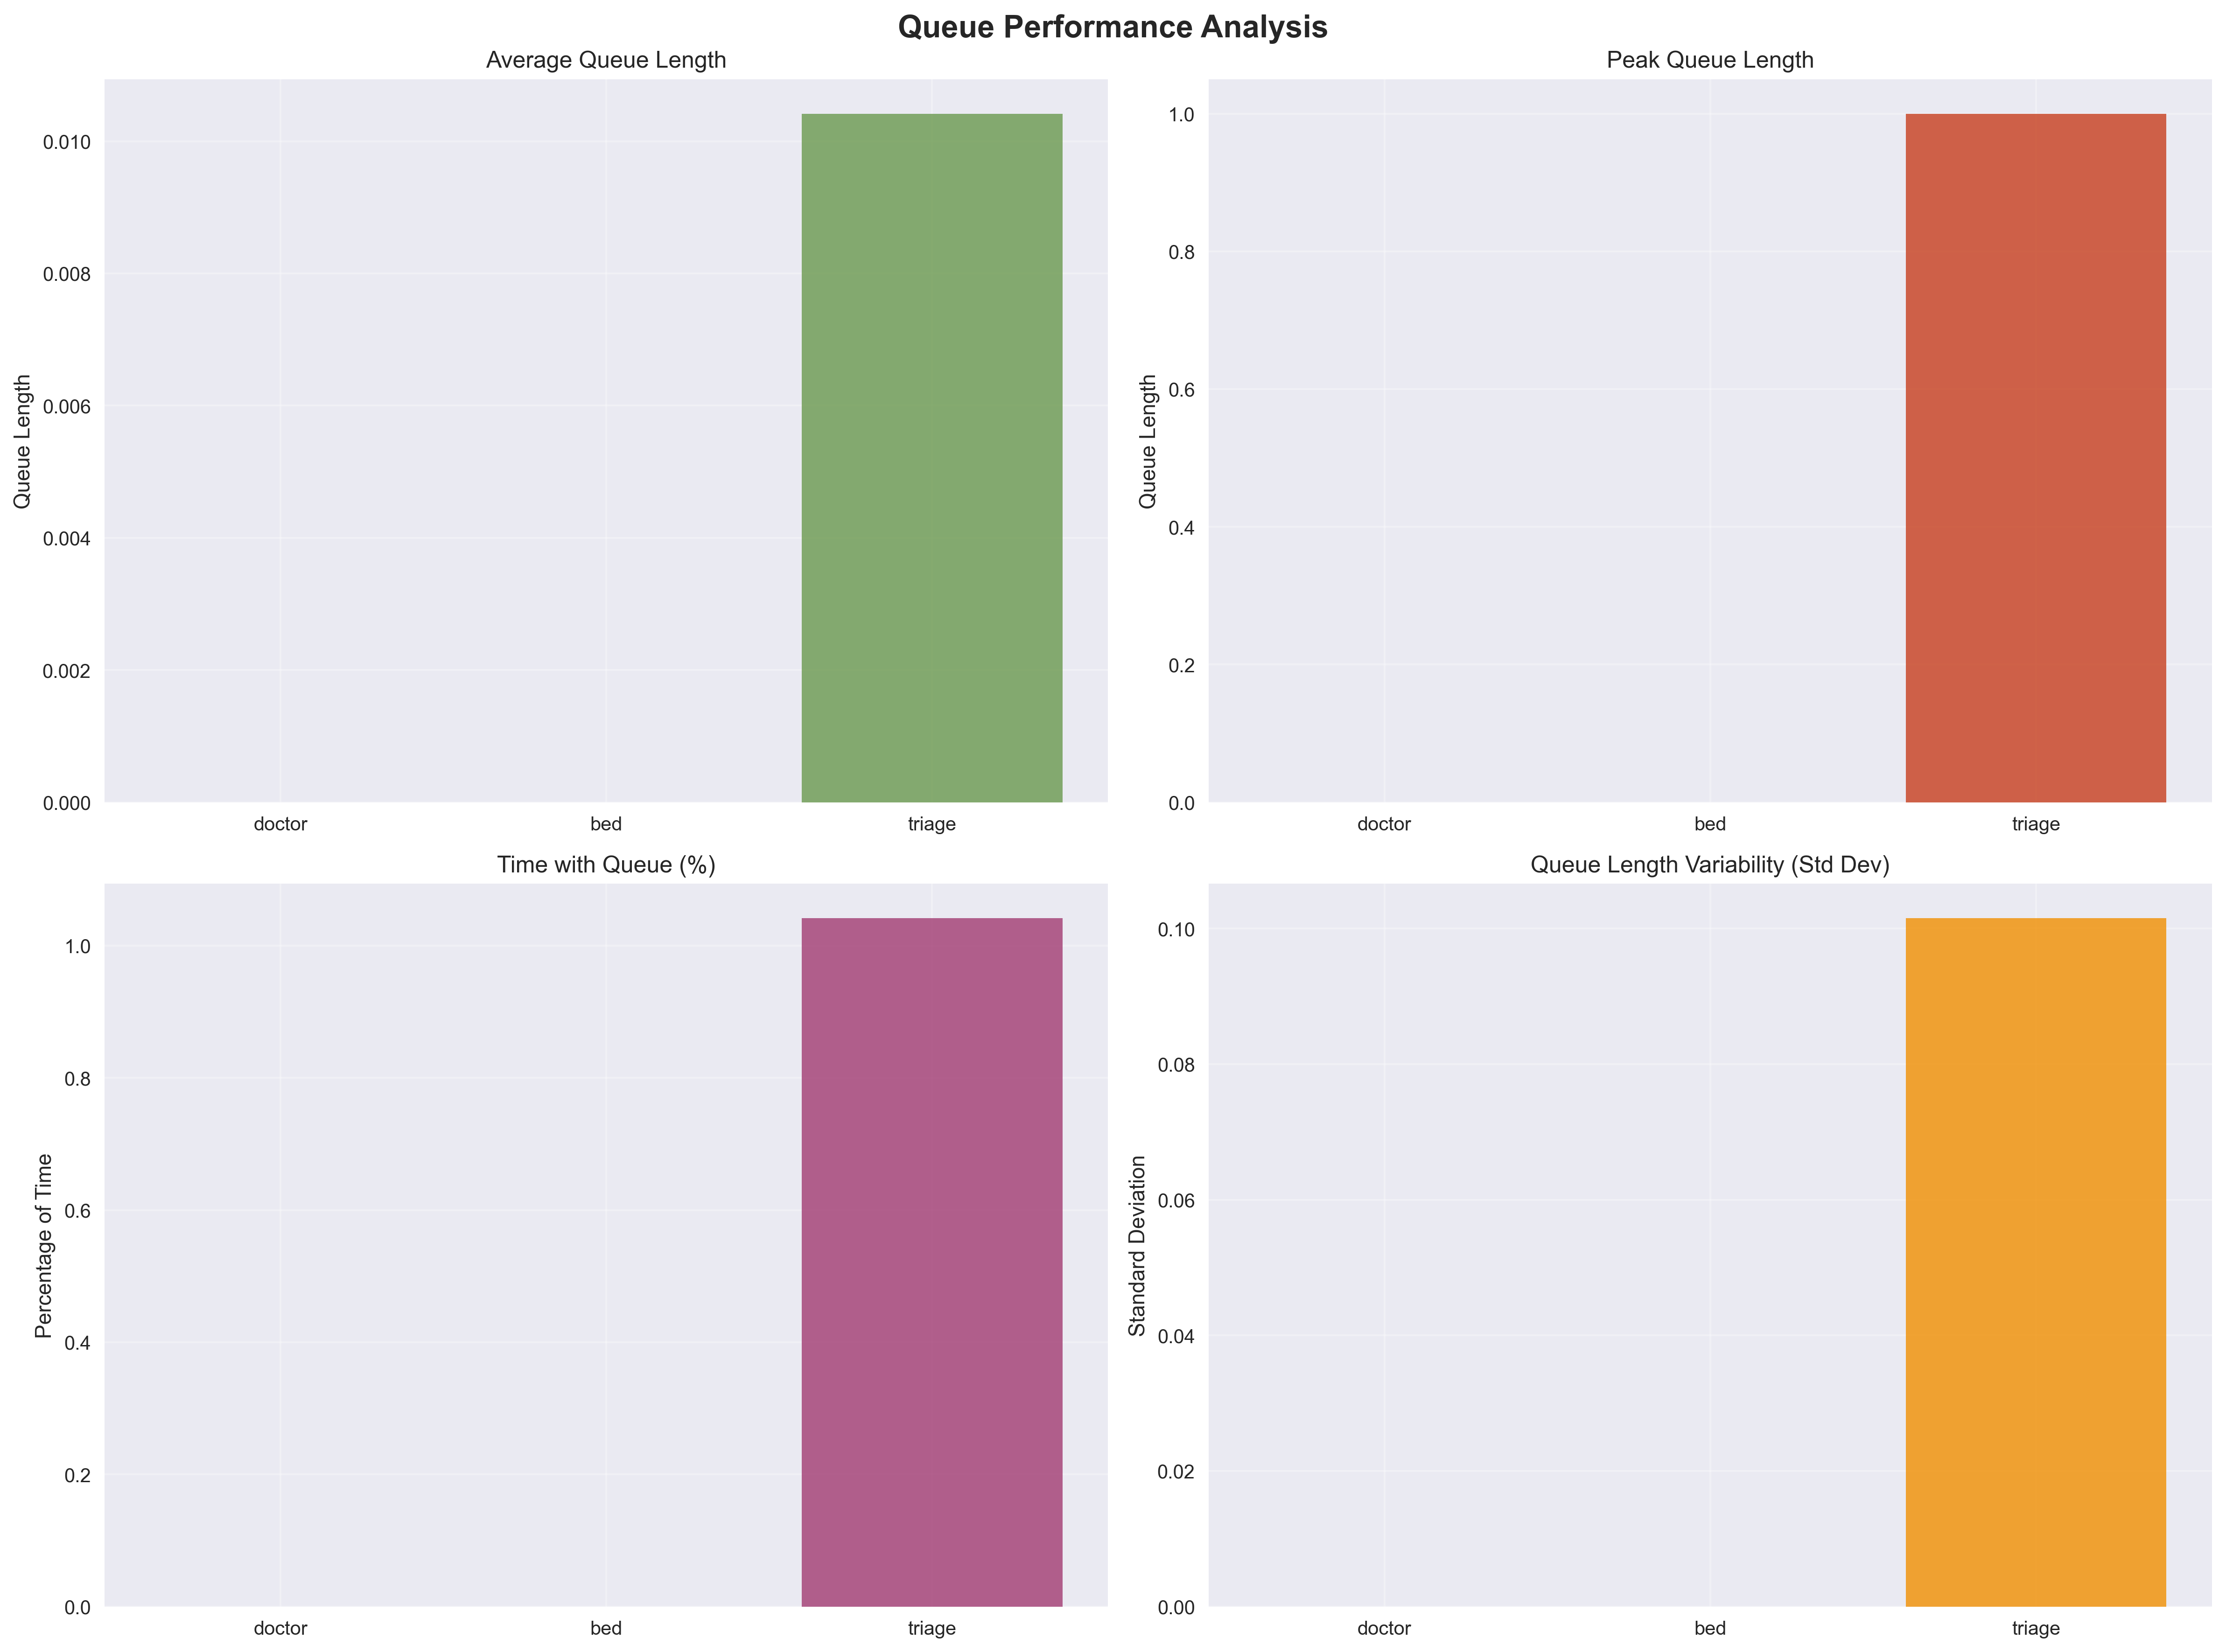 Queue Performance Analysis
Average Queue Length
Queue Length
0.010
0.008
0.006
0.004
0.002
0.000
doctor bed triage
Peak Queue Length
Queue Length
1.0
0.8
0.6
0.4
0.2
0.0
doctor bed triage
Time with Queue (%)
Percentage of Time
1.0
0.8
0.6
0.4
0.2
0.0
doctor bed triage
Queue Length Variability (Std Dev)
Standard Deviation
0.10
0.08
0.06
0.04
0.02
0.00
doctor bed triage